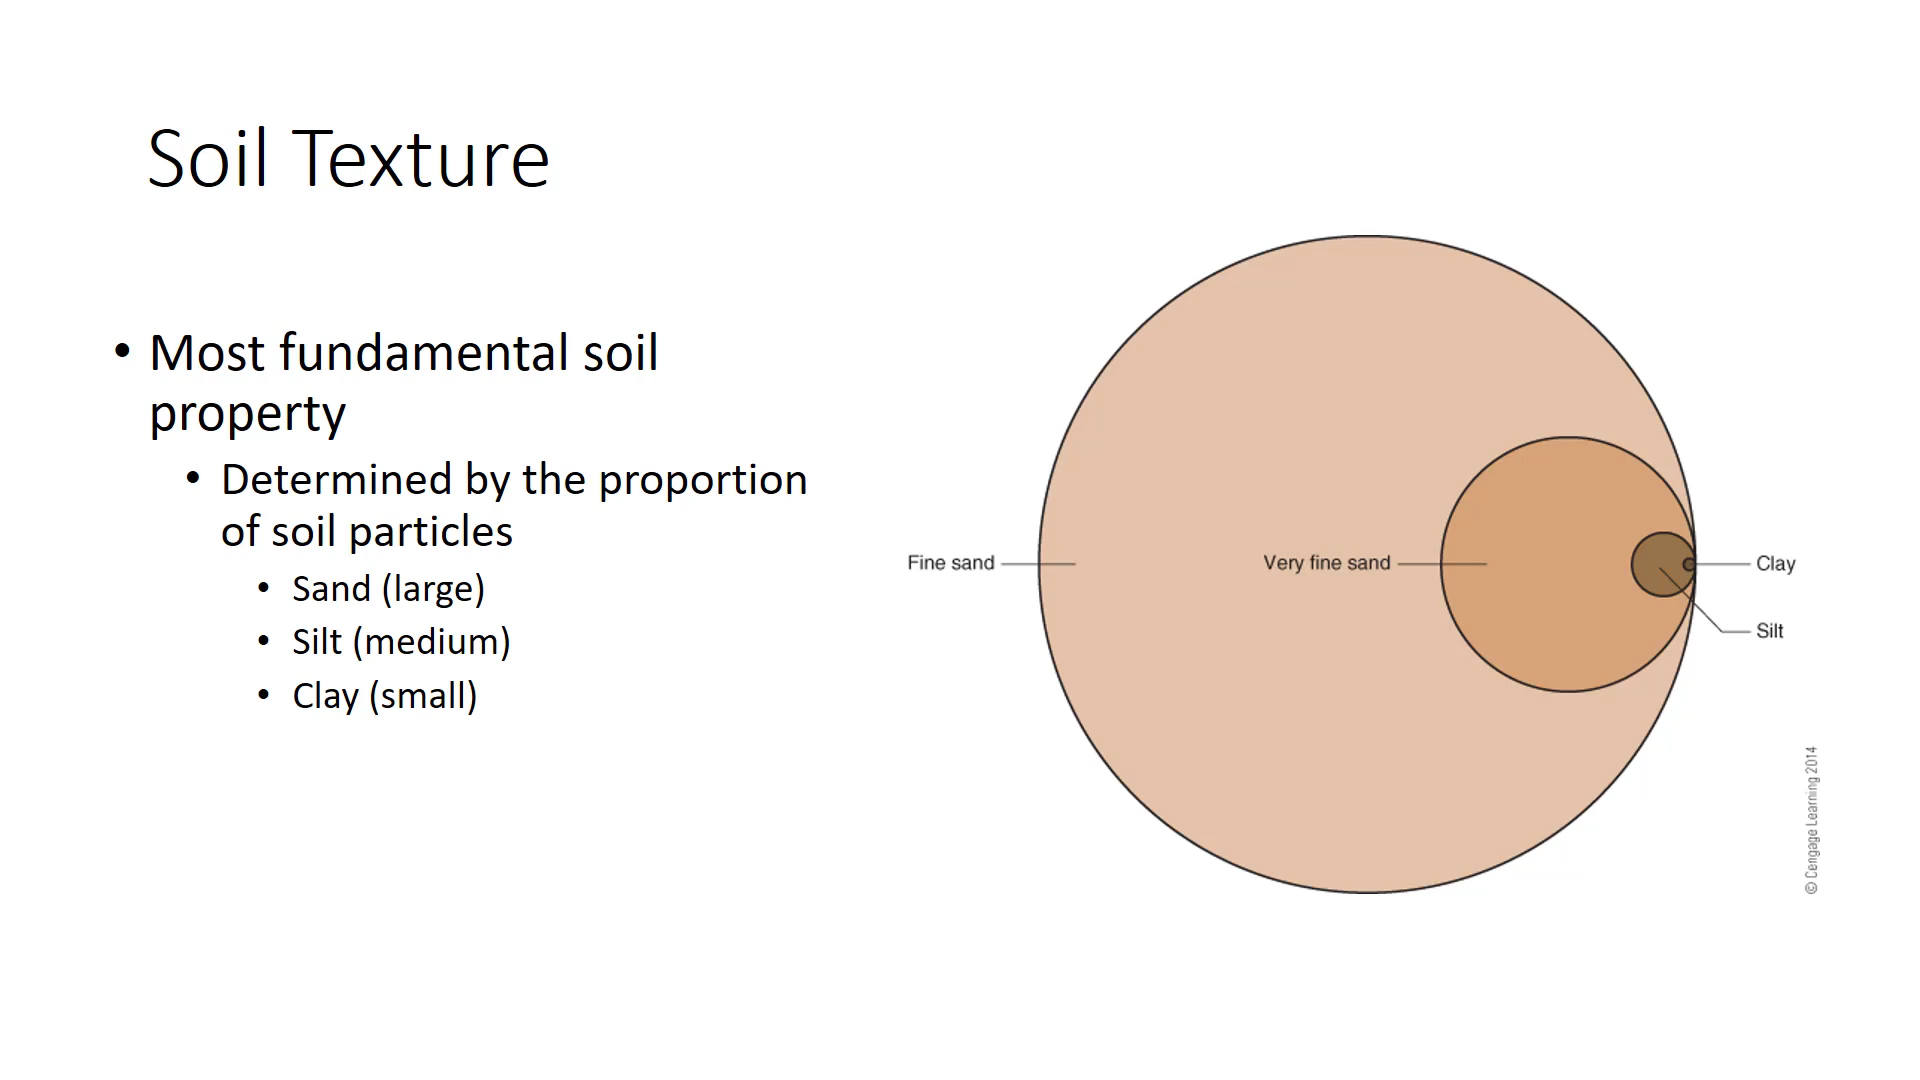 Soil Texture
• Most fundamental soil
property
• Determined by the proportion
of soil particles
• Sand (large)
• Silt (medium)
• Clay (small)
Fine sand
Very fine sand
Clay
Silt
© Cengage Learning 2014